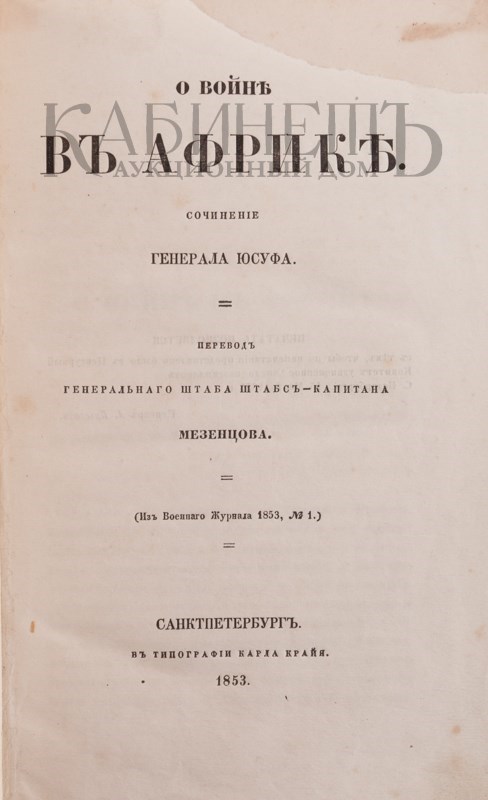 О ВОЙНѢ
КАБИНЕТЪ
ВЪ АФРИКѢ.
АУКЦИОННЫЙ ДОМ
СОЧИНЕНІЕ
ГЕНЕРАЛА ЮСУФА.
ПЕРЕВОДЪ
ГЕНЕРАЛЬНАГО ШТАБА ШТАБСЪ-КАПИТАНА
МЕЗЕНЦОВА.
(Изъ Военнаго Журнала 1853, № 1.)
САНКТПЕТЕРБУРГЪ.
ВЪ ТИПОГРАФІИ КАРЛА КРАЙЯ.
1853.